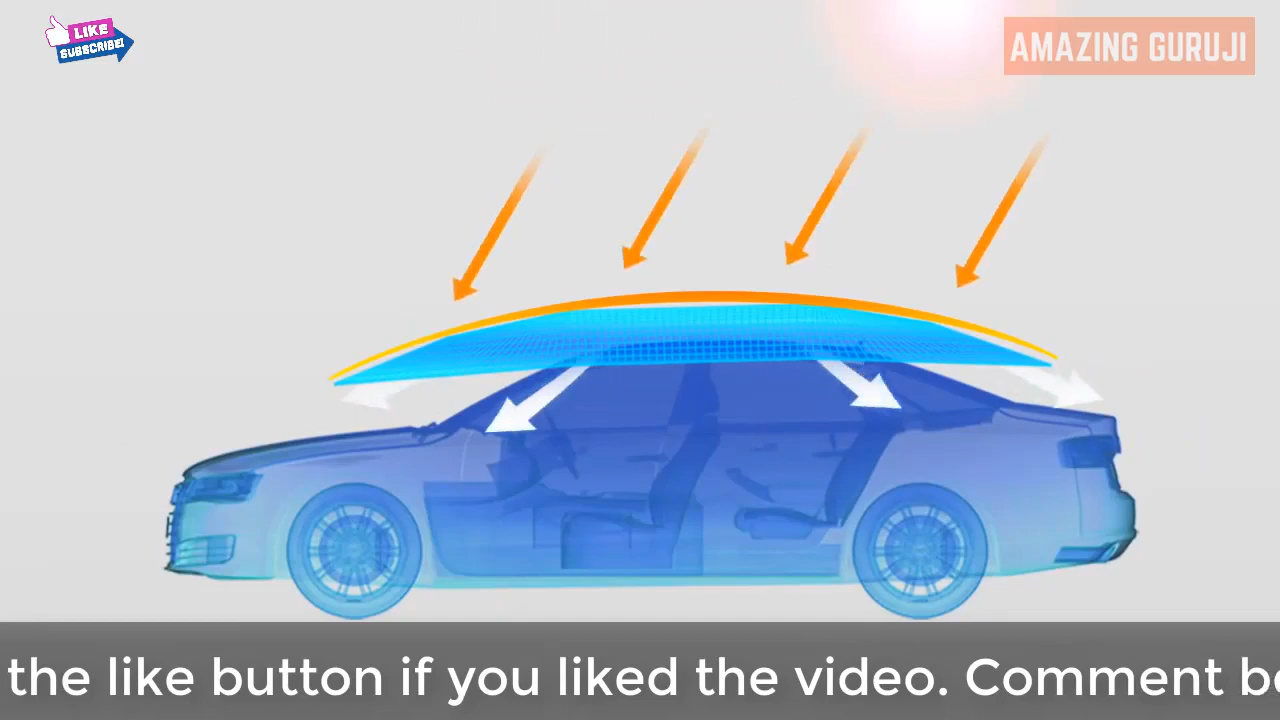 LIKE
SUBSCRIBE!
AMAZING GURUJI
the like button if you liked the video. Comment